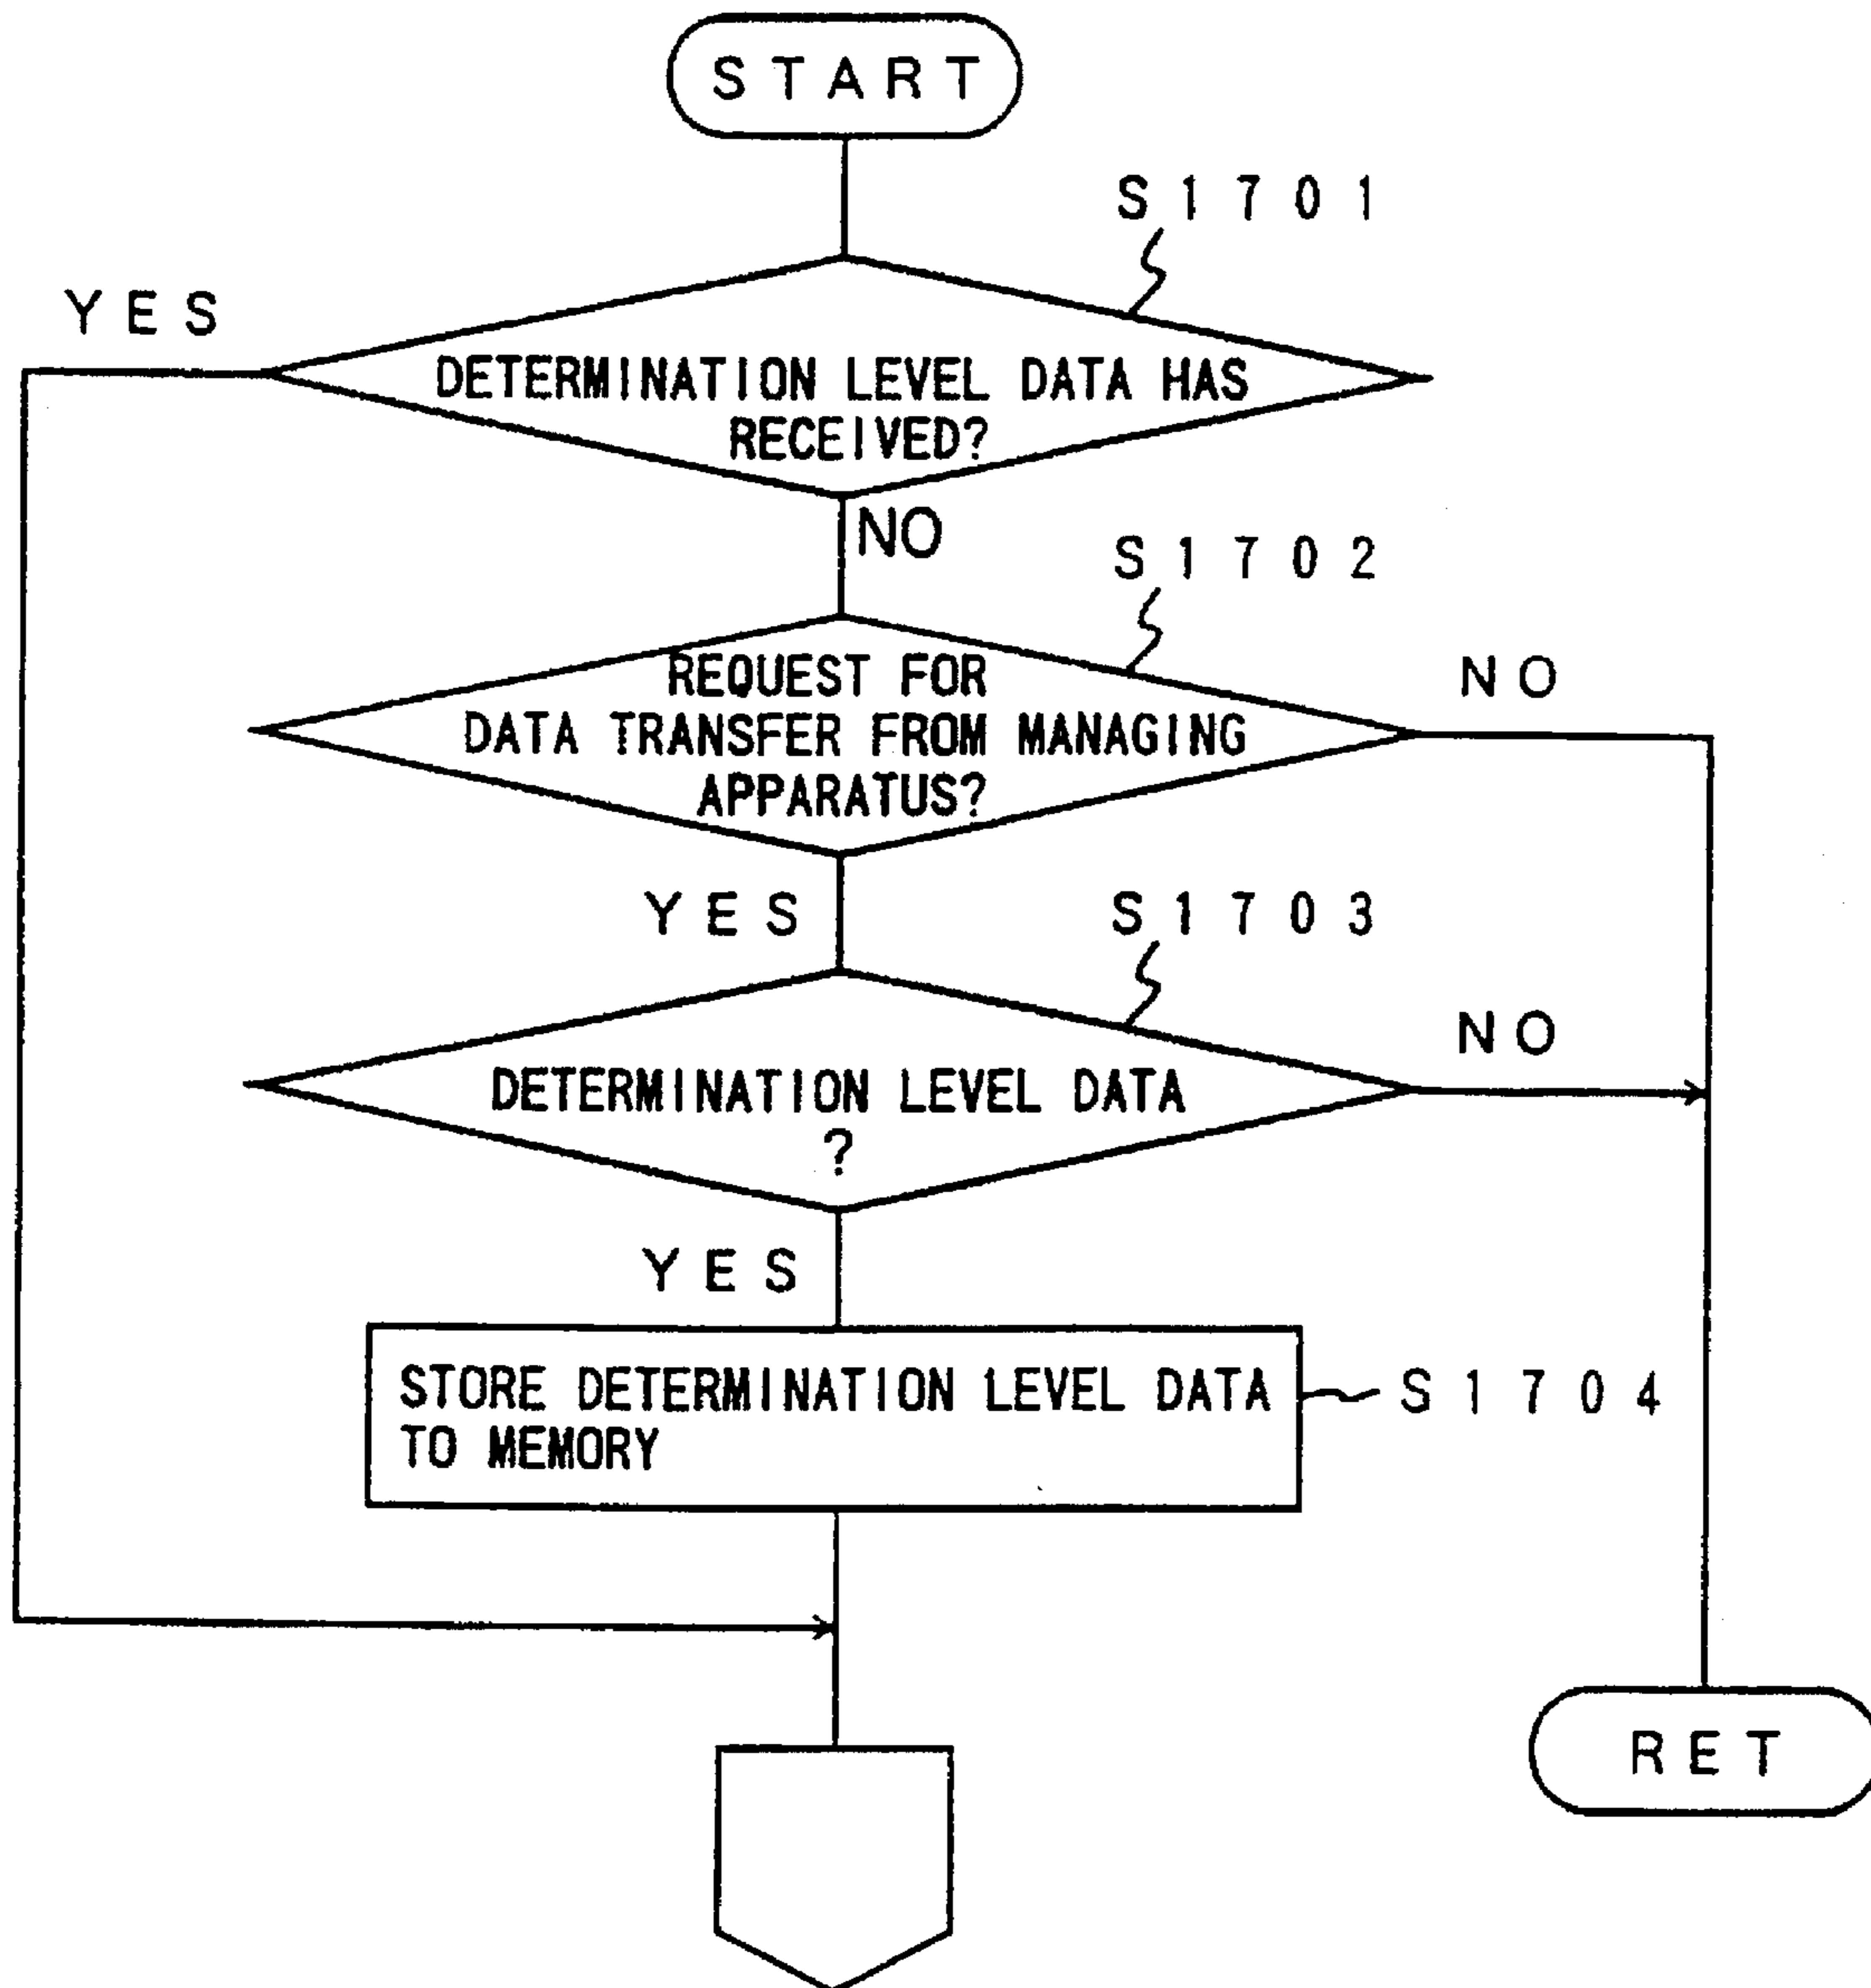 START
S1701
YES
DETERMINATION LEVEL DATA HAS
RECEIVED?
NO
S1702
REQUEST FOR
DATA TRANSFER FROM MANAGING
APPARATUS?
NO
YES
S1703
DETERMINATION LEVEL DATA
?
NO
YES
STORE DETERMINATION LEVEL DATA
TO MEMORY
S1704
RET